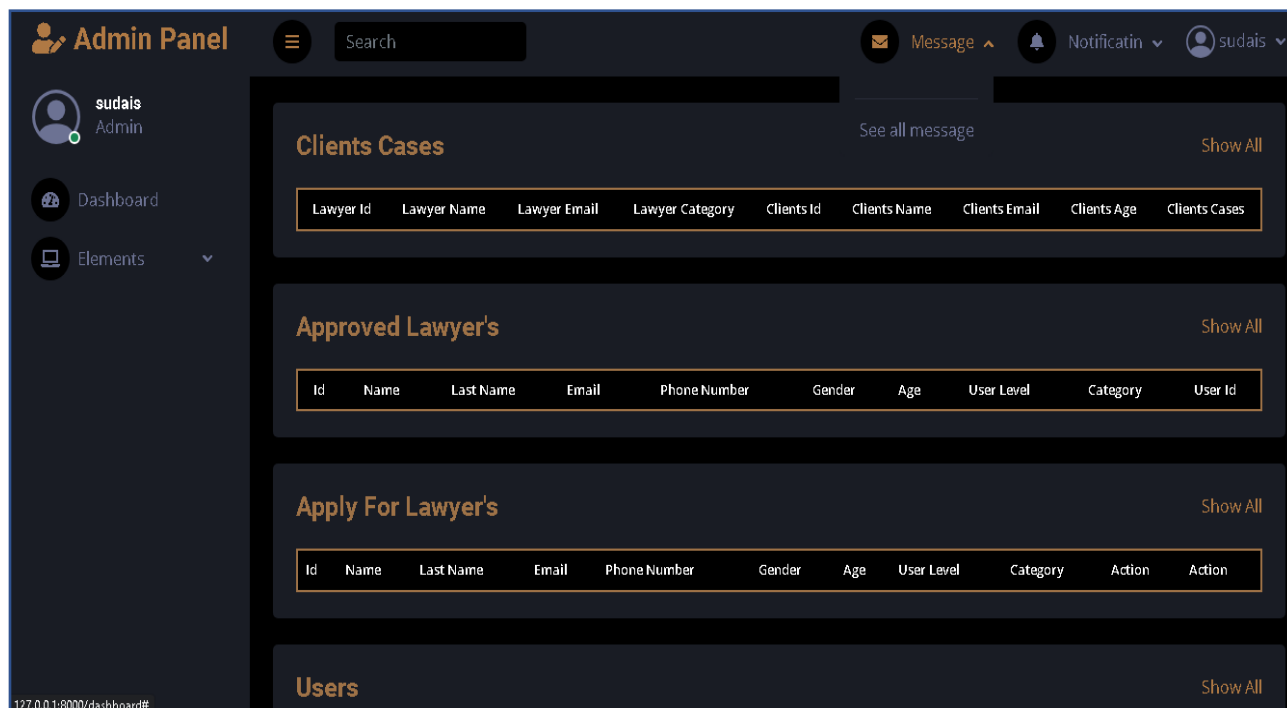 Admin Panel
Search
Message
Notificatin
sudais
sudais
Admin
See all message
Dashboard
Elements
Clients Cases
Show All
Lawyer Id Lawyer Name Lawyer Email Lawyer Category Clients Id Clients Name Clients Email Clients Age Clients Cases
Approved Lawyer's
Show All
Id Name Last Name Email Phone Number Gender Age User Level Category User Id
Apply For Lawyer's
Show All
Id Name Last Name Email Phone Number Gender Age User Level Category Action Action
Users
Show All
127.0.0.1:8000/dashboard#